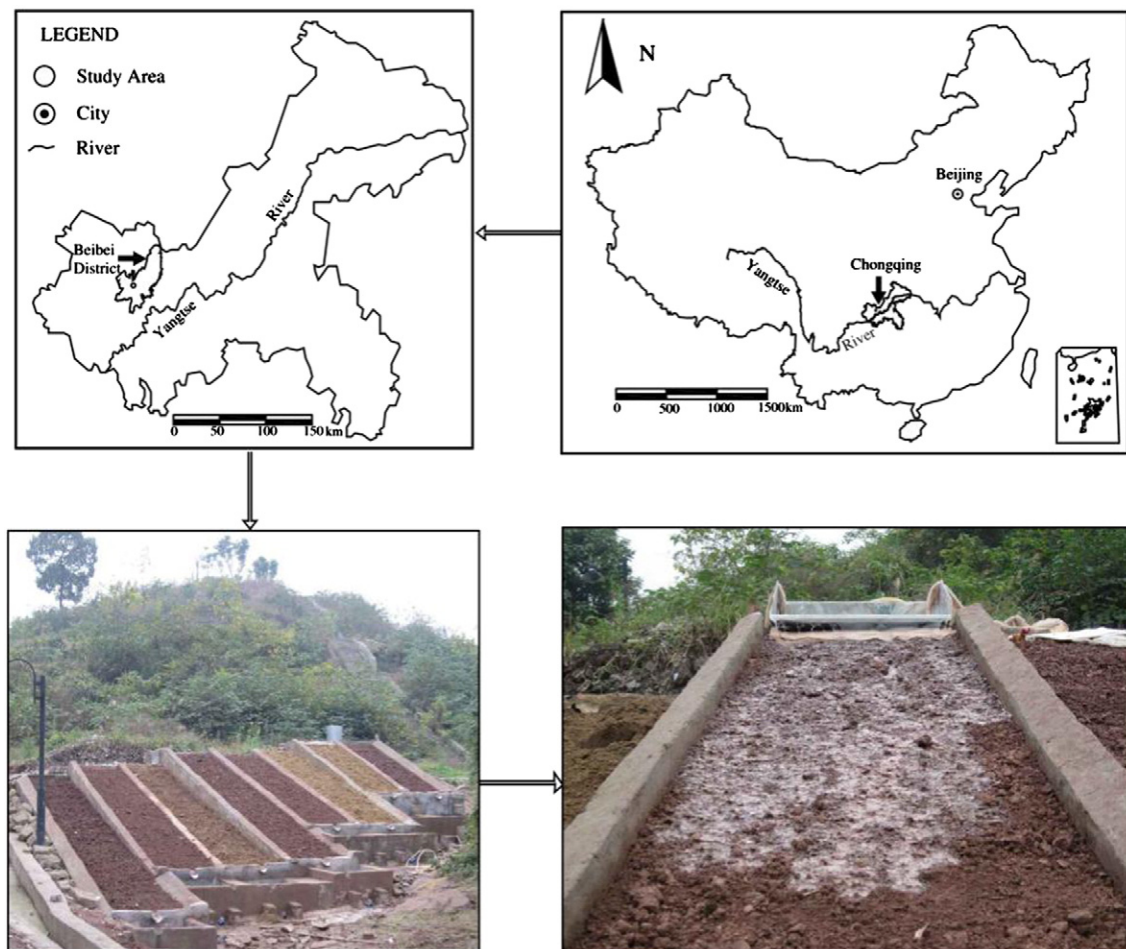 LEGEND
Study Area
City
River
River
Beibei
District
Yangtse
0 50 100 150 km
N
Beijing
Chongqing
Yangtse
River
0 500 1000 1500km